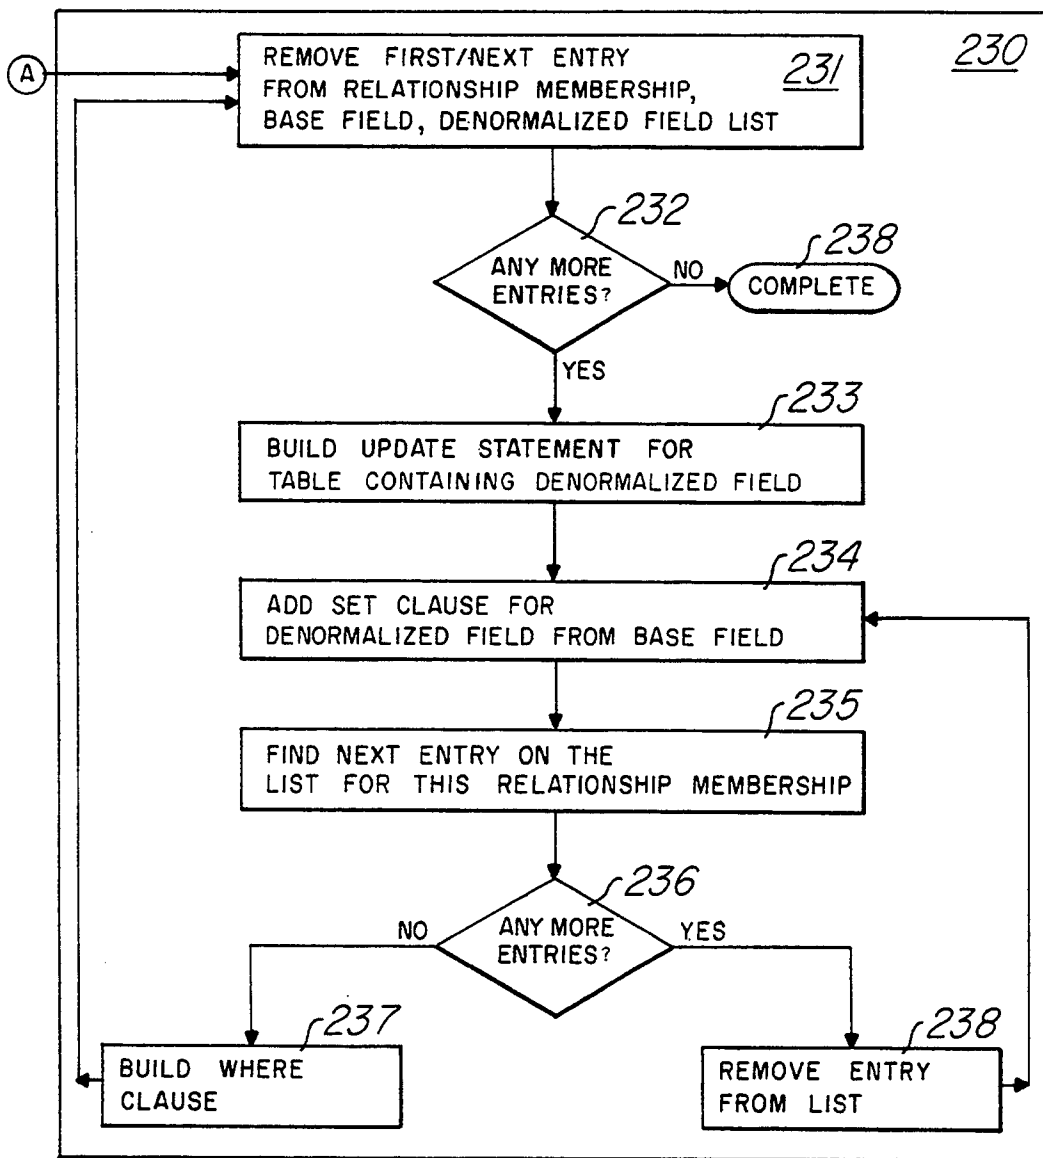 230
A
REMOVE FIRST/NEXT ENTRY
FROM RELATIONSHIP MEMBERSHIP,
BASE FIELD, DENORMALIZED FIELD LIST
231
232
ANY MORE
ENTRIES?
NO
238
COMPLETE
YES
233
BUILD UPDATE STATEMENT FOR
TABLE CONTAINING DENORMALIZED FIELD
234
ADD SET CLAUSE FOR
DENORMALIZED FIELD FROM BASE FIELD
235
FIND NEXT ENTRY ON THE
LIST FOR THIS RELATIONSHIP MEMBERSHIP
236
ANY MORE
ENTRIES?
NO
YES
237
BUILD WHERE
CLAUSE
238
REMOVE ENTRY
FROM LIST